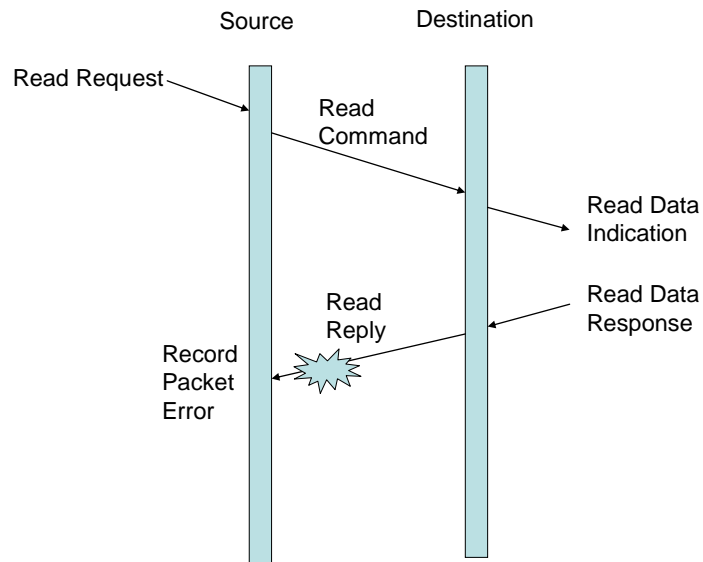 Source
Destination
Read Request
Read
Command
Read Data
Indication
Read Data
Response
Read
Reply
Record
Packet
Error